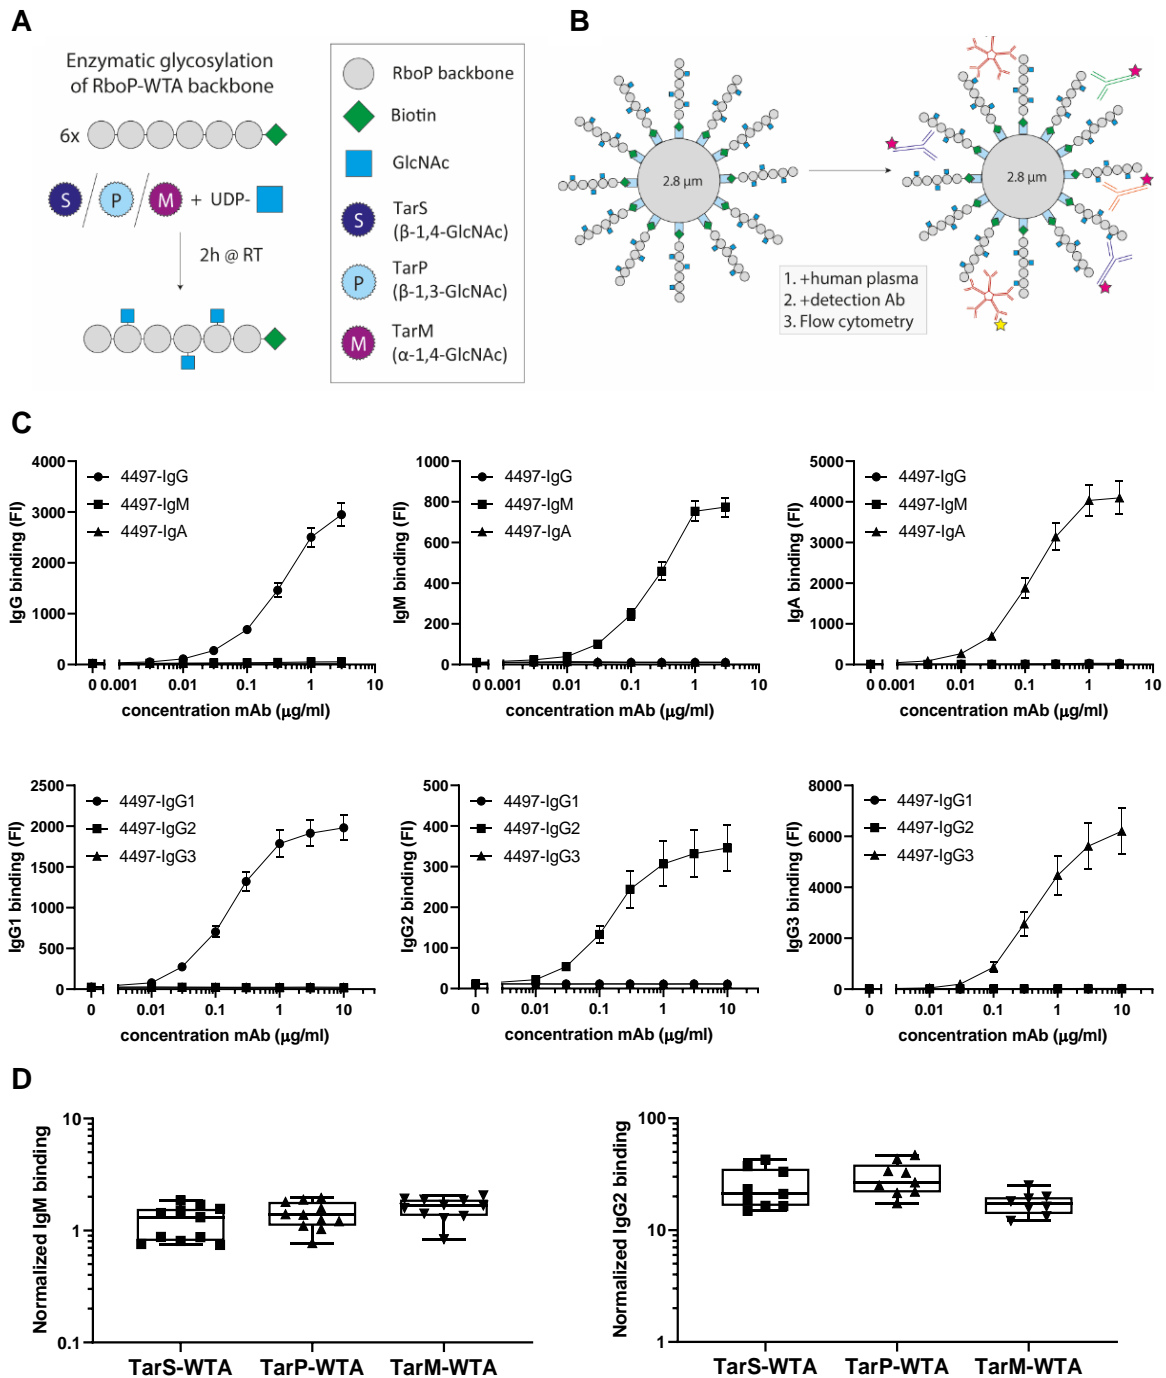 A
Enzymatic glycosylation
of RboP-WTA backbone
6x
S / P / M + UDP-
2h @ RT
RboP backbone
Biotin
GlcNAc
S TarS
(β-1,4-GlcNAc)
P TarP
(β-1,3-GlcNAc)
M TarM
(α-1,4-GlcNAc)
B
2.8 µm
2.8 µm
1. +human plasma
2. +detection Ab
3. Flow cytometry
C
IgG binding (FI)
4000
3000
2000
1000
0
4497-IgG
4497-IgM
4497-IgA
0 0.001 0.01 0.1 1 10
concentration mAb (µg/ml)
IgM binding (FI)
1000
800
600
400
200
0
4497-IgG
4497-IgM
4497-IgA
0 0.001 0.01 0.1 1 10
concentration mAb (µg/ml)
IgA binding (FI)
5000
4000
3000
2000
1000
0
4497-IgG
4497-IgM
4497-IgA
0 0.001 0.01 0.1 1 10
concentration mAb (µg/ml)
IgG1 binding (FI)
2500
2000
1500
1000
500
0
4497-IgG1
4497-IgG2
4497-IgG3
0 0.01 0.1 1 10
concentration mAb (µg/ml)
IgG2 binding (FI)
500
400
300
200
100
0
4497-IgG1
4497-IgG2
4497-IgG3
0 0.01 0.1 1 10
concentration mAb (µg/ml)
IgG3 binding (FI)
8000
6000
4000
2000
0
4497-IgG1
4497-IgG2
4497-IgG3
0 0.01 0.1 1 10
concentration mAb (µg/ml)
D
Normalized IgM binding
10
1
0.1
TarS-WTA TarP-WTA TarM-WTA
Normalized IgG2 binding
100
10
1
TarS-WTA TarP-WTA TarM-WTA